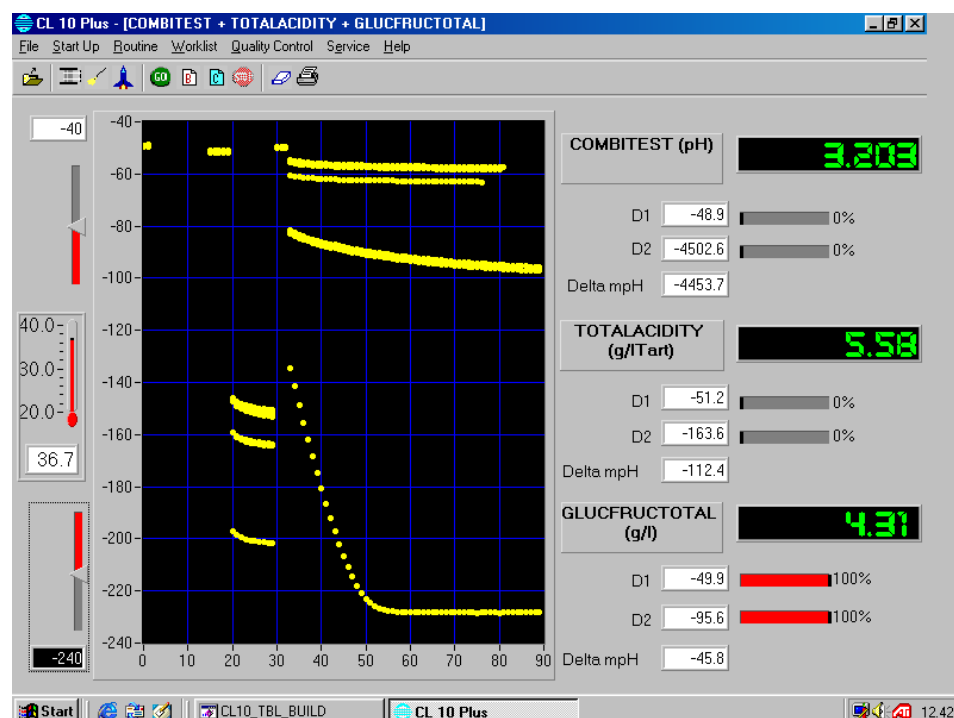 CL 10 Plus - [COMBITEST + TOTALACIDITY + GLUCFRUCTOTAL]
File Start Up Routine Worklist Quality Control Service Help
GO B C STOP
-40
40.0
30.0
20.0
36.7
-240
-40
-60
-80
-100
-120
-140
-160
-180
-200
-220
-240
0 10 20 30 40 50 60 70 80 90
COMBITEST (pH)
3.203
D1 -48.9 0%
D2 -4502.6 0%
Delta mpH -4453.7
TOTALACIDITY
(g/lTart)
5.58
D1 -51.2 0%
D2 -163.6 0%
Delta mpH -112.4
GLUCFRUCTOTAL
(g/l)
4.31
D1 -49.9 100%
D2 -95.6 100%
Delta mpH -45.8
Start CL10_TBL_BUILD CL 10 Plus 12.42